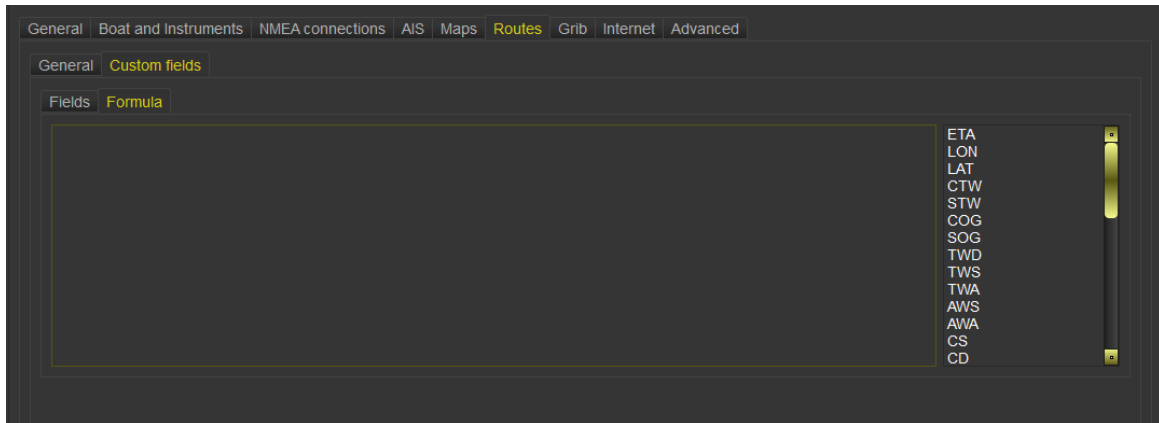 General Boat and Instruments NMEA connections AIS Maps Routes Grib Internet Advanced
General Custom fields
Fields Formula
ETA
LON
LAT
CTW
STW
COG
SOG
TWD
TWS
TWA
AWS
AWA
CS
CD